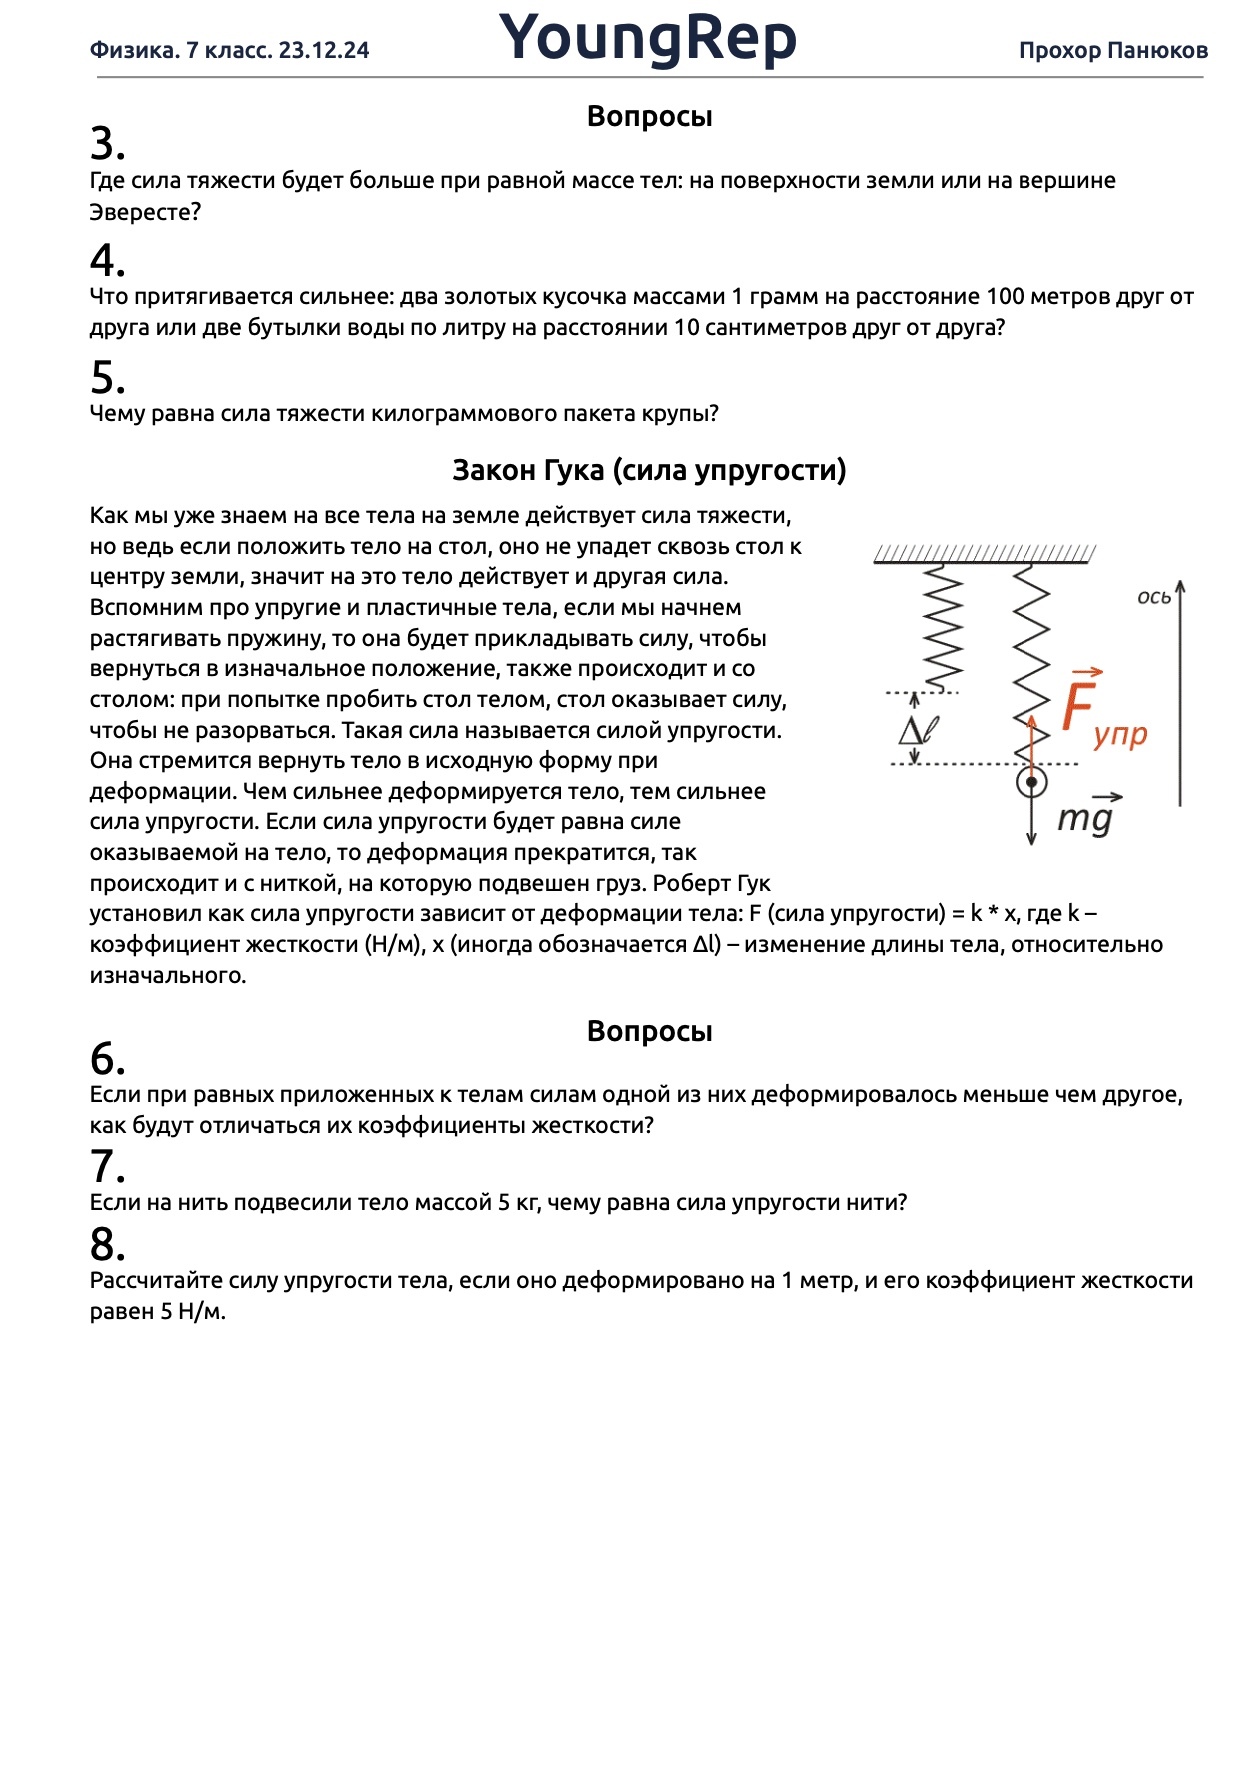 Физика. 7 класс. 23.12.24
YoungRep
Прохор Панюков
Вопросы
3.
Где сила тяжести будет больше при равной массе тел: на поверхности земли или на вершине
Эвересте?
4.
Что притягивается сильнее: два золотых кусочка массами 1 грамм на расстояние 100 метров друг от
друга или две бутылки воды по литру на расстоянии 10 сантиметров друг от друга?
5.
Чему равна сила тяжести килограммового пакета крупы?
Закон Гука (сила упругости)
Как мы уже знаем на все тела на земле действует сила тяжести,
но ведь если положить тело на стол, оно не упадет сквозь стол к
центру земли, значит на это тело действует и другая сила.
Вспомним про упругие и пластичные тела, если мы начнем
растягивать пружину, то она будет прикладывать силу, чтобы
вернуться в изначальное положение, также происходит и со
столом: при попытке пробить стол телом, стол оказывает силу,
чтобы не разорваться. Такая сила называется силой упругости.
Она стремится вернуть тело в исходную форму при
деформации. Чем сильнее деформируется тело, тем сильнее
сила упругости. Если сила упругости будет равна силе
оказываемой на тело, то деформация прекратится, так
происходит и с ниткой, на которую подвешен груз. Роберт Гук
установил как сила упругости зависит от деформации тела: F (сила упругости) = k * x, где k –
коэффициент жесткости (Н/м), x (иногда обозначается Δl) – изменение длины тела, относительно
изначального.
ось
F упр
Δl
mg
Вопросы
6.
Если при равных приложенных к телам силам одной из них деформировалось меньше чем другое,
как будут отличаться их коэффициенты жесткости?
7.
Если на нить подвесили тело массой 5 кг, чему равна сила упругости нити?
8.
Рассчитайте силу упругости тела, если оно деформировано на 1 метр, и его коэффициент жесткости
равен 5 Н/м.